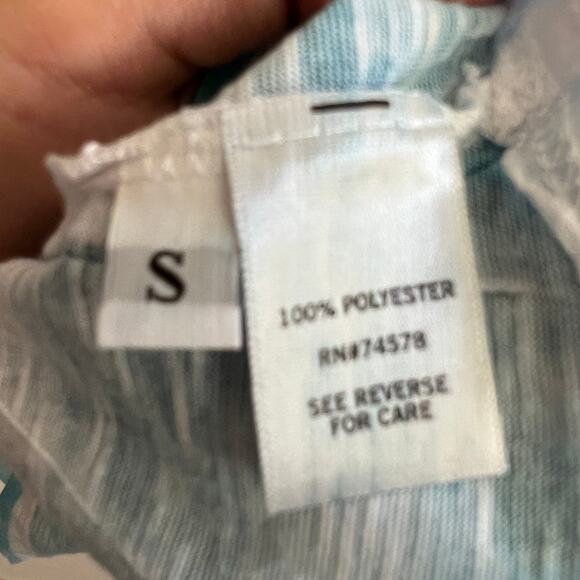 S
100% POLYESTER
RN#74578
SEE REVERSE
FOR CARE